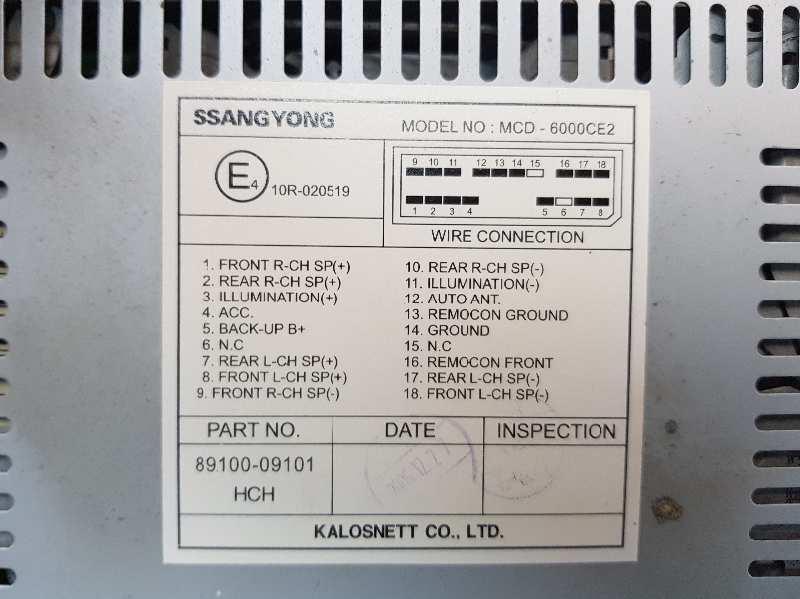 SSANGYONG
MODEL NO : MCD - 6000CE2
E4 10R-020519
9 10 11 12 13 14 15 16 17 18
1 2 3 4 5 6 7 8
WIRE CONNECTION
1. FRONT R-CH SP(+)
2. REAR R-CH SP(+)
3. ILLUMINATION(+)
4. ACC.
5. BACK-UP B+
6. N.C
7. REAR L-CH SP(+)
8. FRONT L-CH SP(+)
9. FRONT R-CH SP(-)
10. REAR R-CH SP(-)
11. ILLUMINATION(-)
12. AUTO ANT.
13. REMOCON GROUND
14. GROUND
15. N.C
16. REMOCON FRONT
17. REAR L-CH SP(-)
18. FRONT L-CH SP(-)
PART NO. DATE INSPECTION
89100-09101
HCH
KALOSNETT CO., LTD.